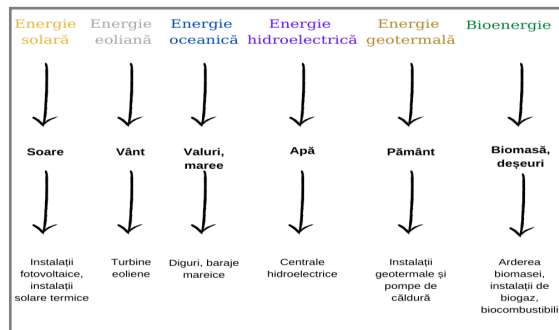 Energie
solară
Energie
eoliană
Energie
oceanică
Energie
hidroelectrică
Energie
geotermală
Bioenergie
Soare
Vânt
Valuri,
maree
Apă
Pământ
Biomasă,
deșeuri
Instalații
fotovoltaice,
instalații
solare termice
Turbine
eoliene
Diguri, baraje
mareice
Centrale
hidroelectrice
Instalații
geotermale și
pompe de
căldură
Arderea
biomasei,
instalații de
biogaz,
biocombustibili